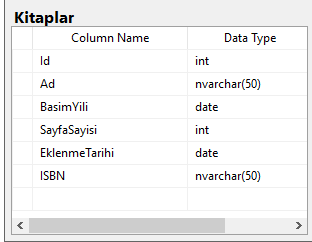 Kitaplar
Column Name Data Type
Id int
Ad nvarchar(50)
BasimYili date
SayfaSayisi int
EklenmeTarihi date
ISBN nvarchar(50)